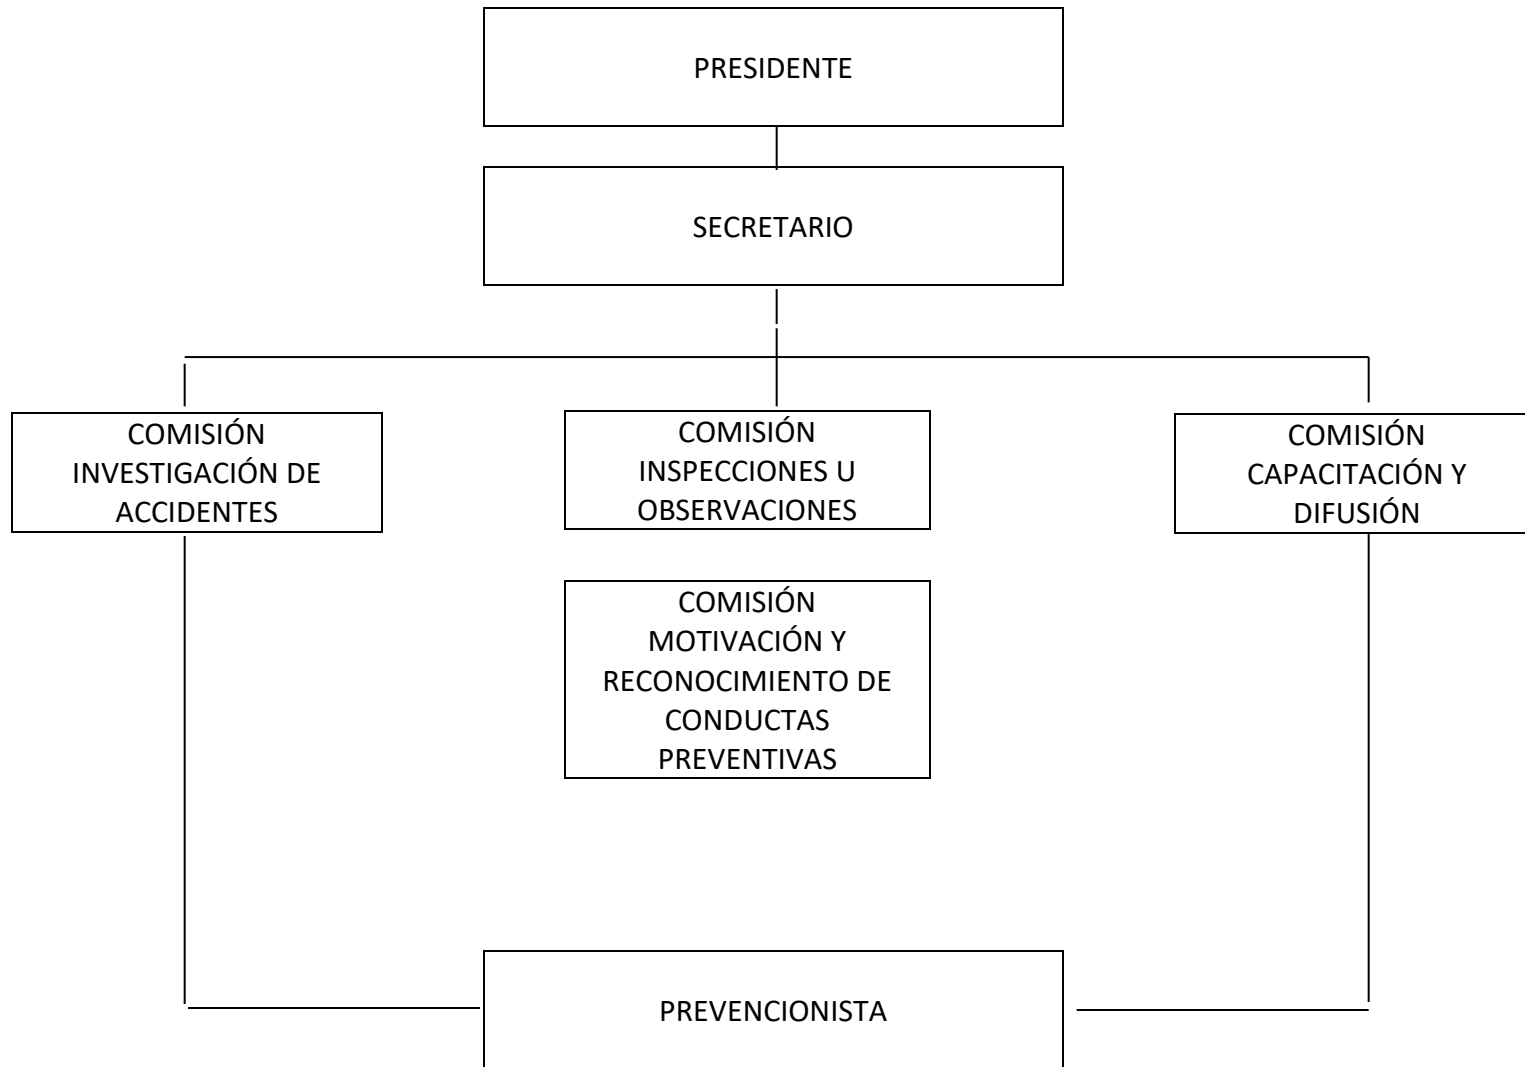 PRESIDENTE
SECRETARIO
COMISIÓN
INVESTIGACIÓN DE
ACCIDENTES
COMISIÓN
INSPECCIONES U
OBSERVACIONES
COMISIÓN
CAPACITACIÓN Y
DIFUSIÓN
COMISIÓN
MOTIVACIÓN Y
RECONOCIMIENTO DE
CONDUCTAS
PREVENTIVAS
PREVENCIONISTA